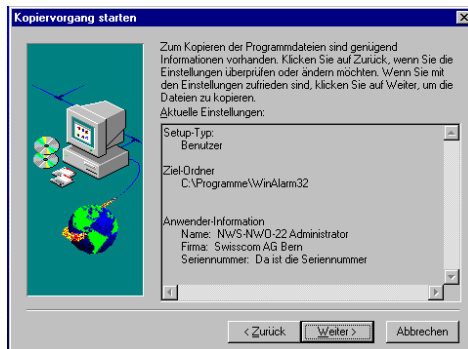 Kopiervorgang starten
Zum Kopieren der Programmdateien sind genügend
Informationen vorhanden. Klicken Sie auf Zurück, wenn Sie die
Einstellungen überprüfen oder ändern möchten. Wenn Sie mit
den Einstellungen zufrieden sind, klicken Sie auf Weiter, um die
Dateien zu kopieren.
Aktuelle Einstellungen:
Setup-Typ:
Benutzer
Ziel-Ordner
C:\Programme\WinAlarm32
Anwender-Information
Name: NWS-NWO-22 Administrator
Firma: Swisscom AG Bern
Seriennummer: Da ist die Seriennummer
< Zurück Weiter > Abbrechen